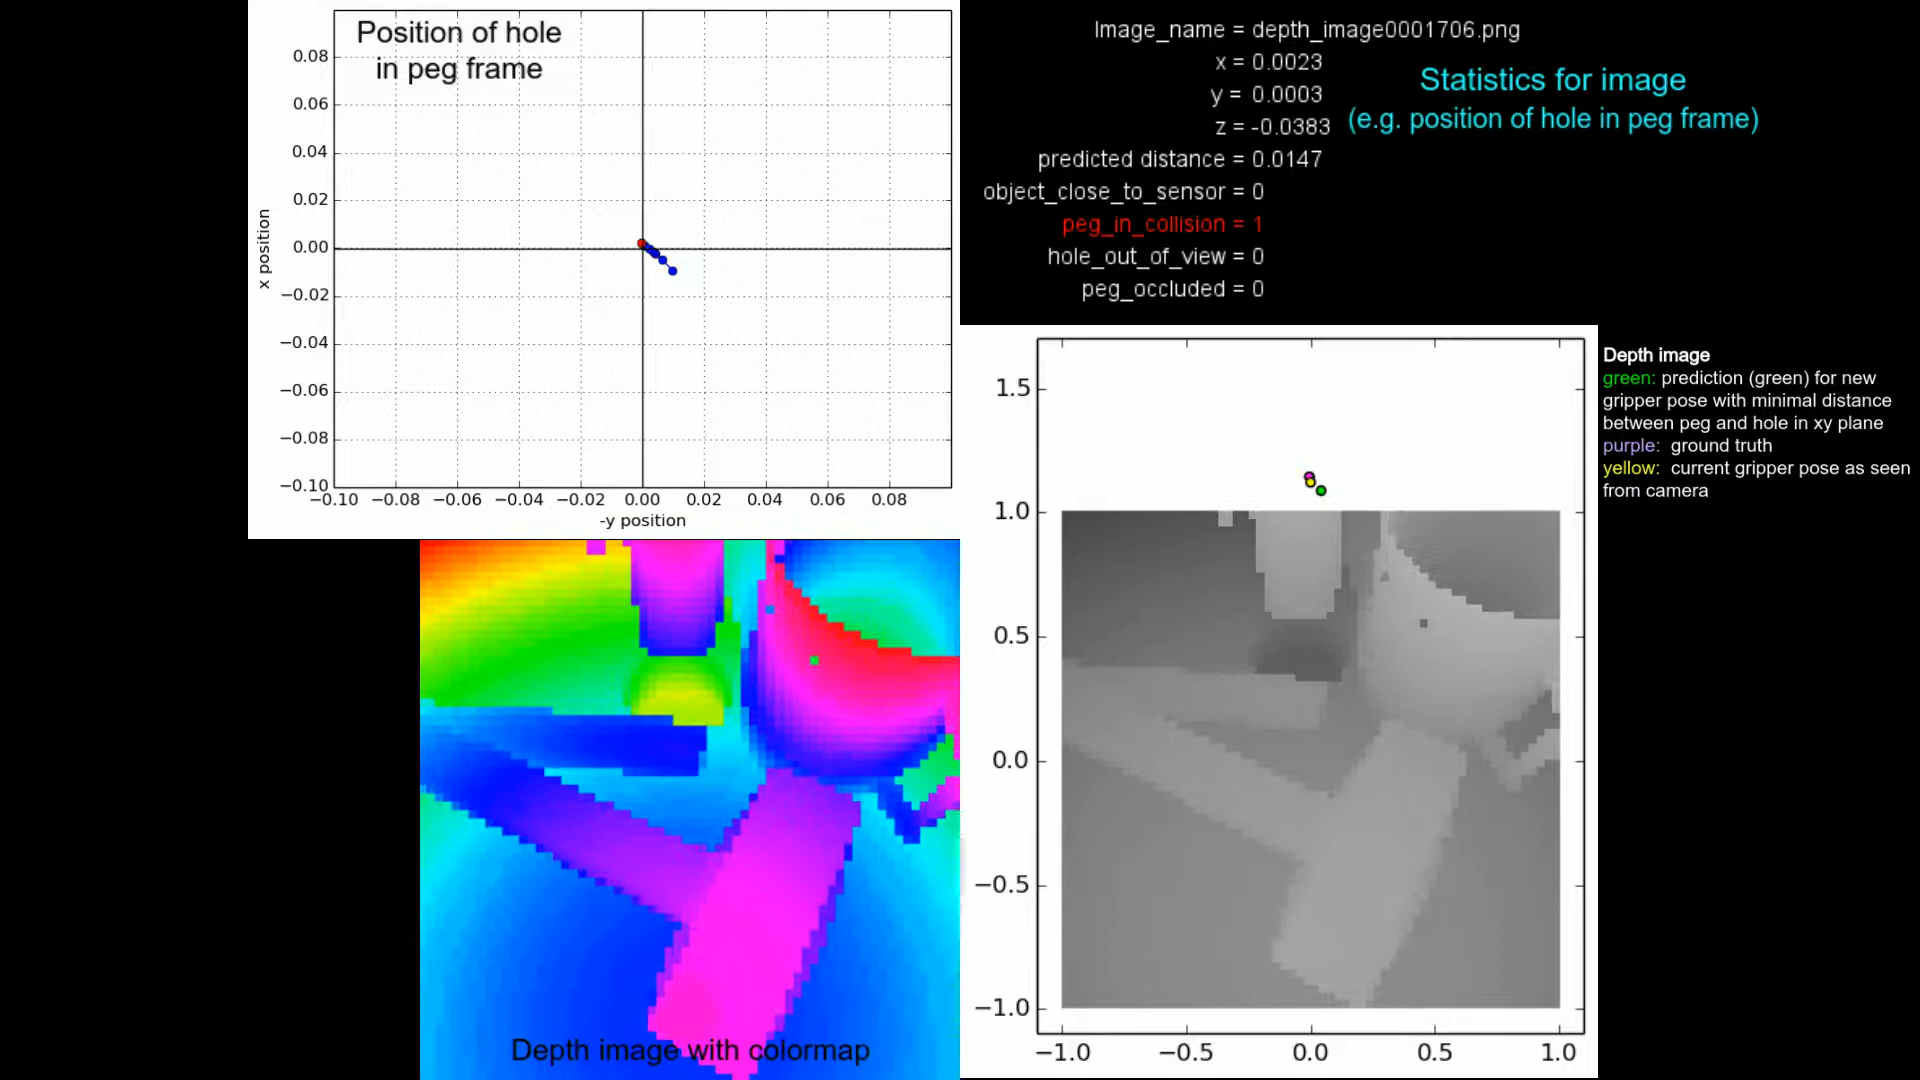 Position of hole
in peg frame
0.08
0.06
0.04
0.02
0.00
−0.02
−0.04
−0.06
−0.08
−0.10
x position
−0.10 −0.08 −0.06 −0.04 −0.02 0.00 0.02 0.04 0.06 0.08
-y position
Image_name = depth_image0001706.png
x = 0.0023
y = 0.0003
z = -0.0383
predicted distance = 0.0147
object_close_to_sensor = 0
peg_in_collision = 1
hole_out_of_view = 0
peg_occluded = 0
Statistics for image
(e.g. position of hole in peg frame)
Depth image with colormap
1.5
1.0
0.5
0.0
−0.5
−1.0
−1.0 −0.5 0.0 0.5 1.0
Depth image
green: prediction (green) for new
gripper pose with minimal distance
between peg and hole in xy plane
purple: ground truth
yellow: current gripper pose as seen
from camera